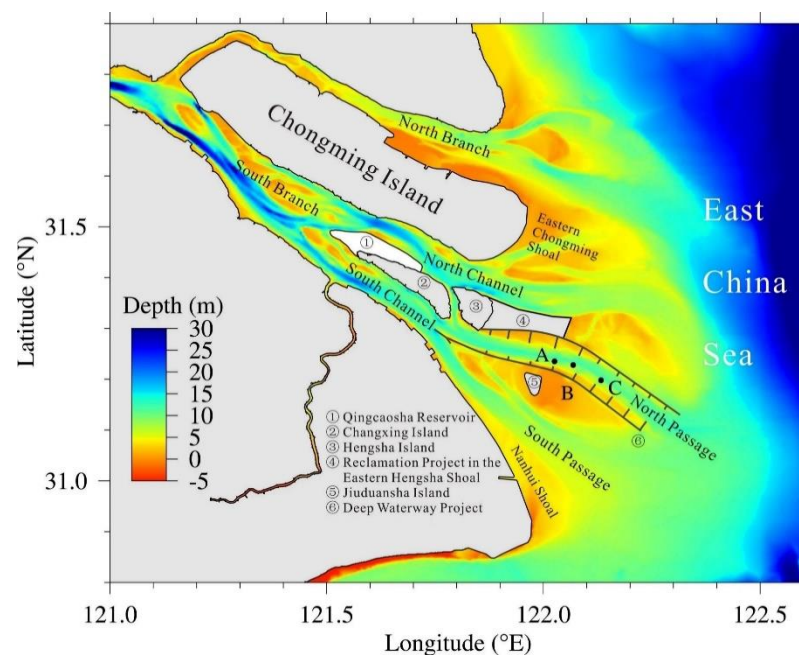 North Branch
Chongming Island
South Branch
East
China
Sea
Eastern
Chongming
Shoal
①
North Channel
②
South Channel
③
④
A
B
C
⑤
⑥
North Passage
South Passage
Nanhui Shoal
Depth (m)
30
25
20
15
10
5
0
-5
① Qingcaosha Reservoir
② Changxing Island
③ Hengsha Island
④ Reclamation Project in the
Eastern Hengsha Shoal
⑤ Jiuduansha Island
⑥ Deep Waterway Project
Latitude (°N)
31.5
31.0
121.0
121.5
122.0
122.5
Longitude (°E)